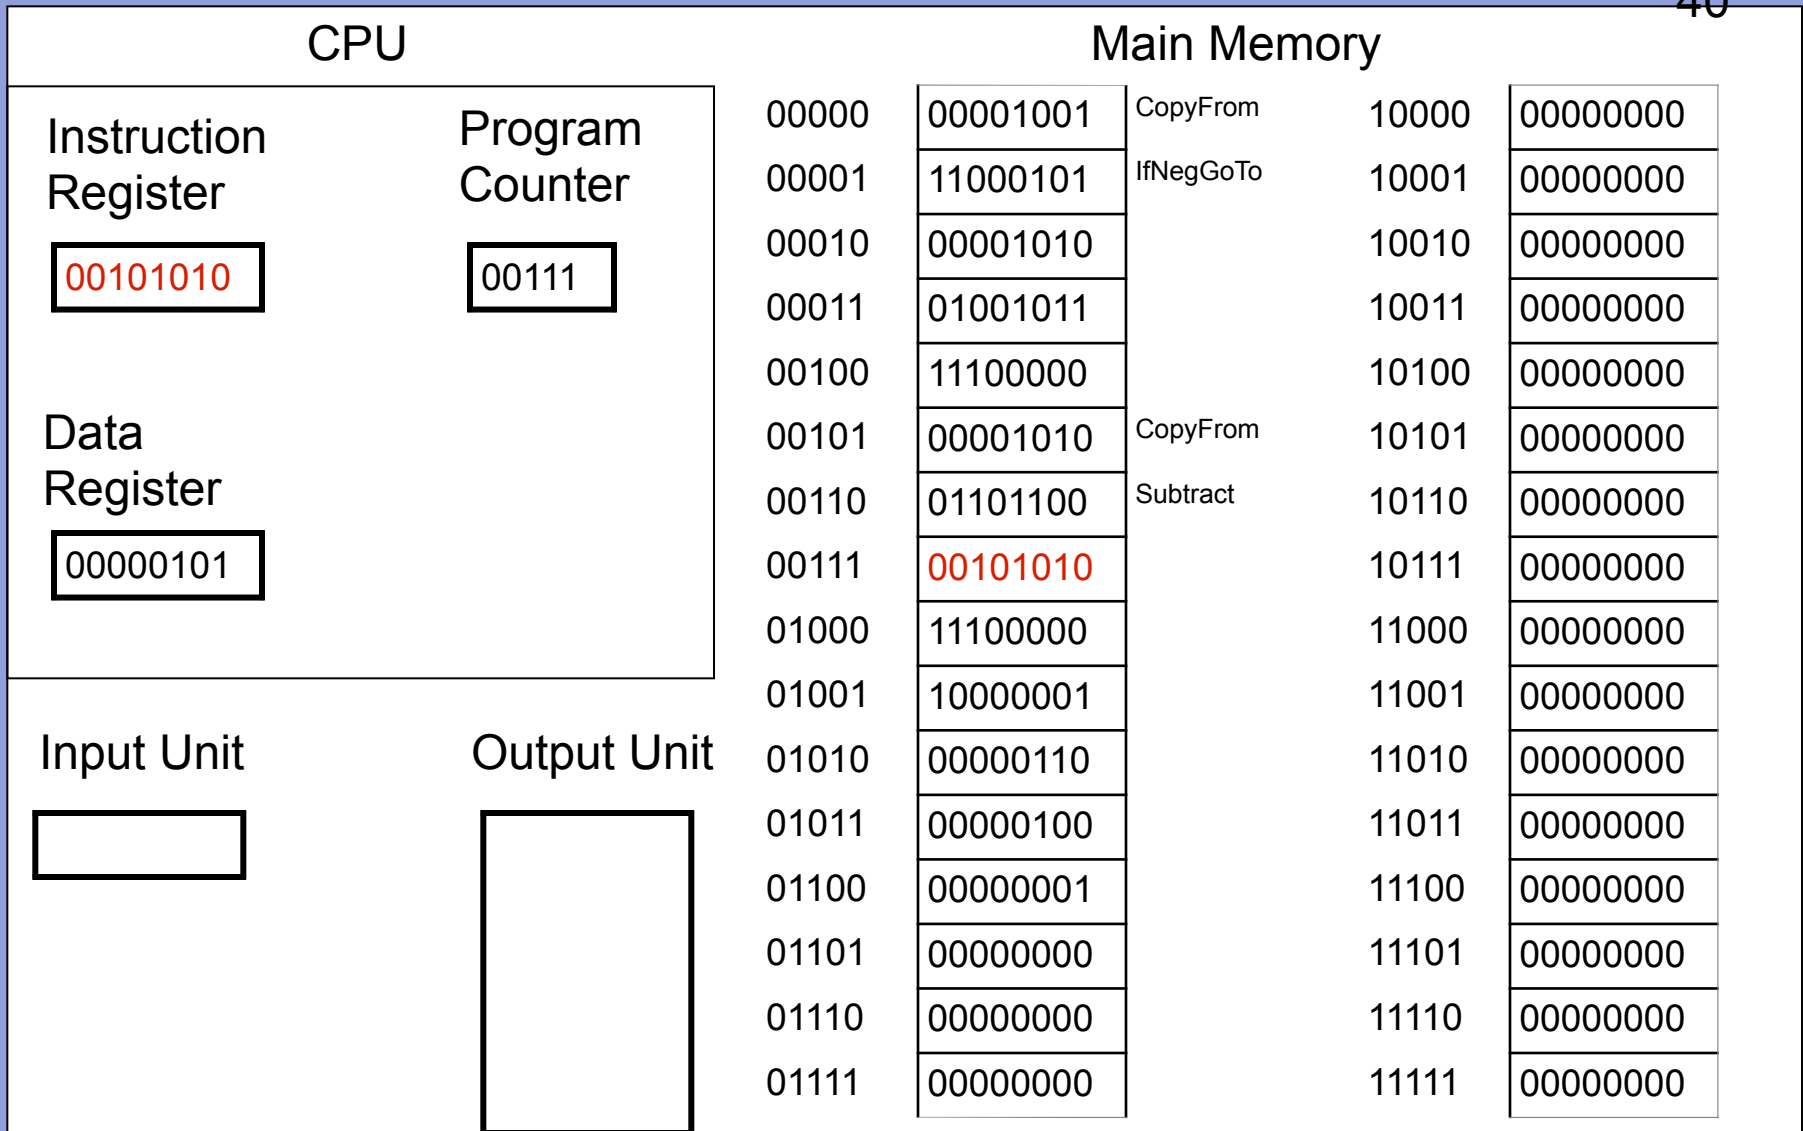 40
CPU
Main Memory
Instruction
Register
Program
Counter
00101010
00111
Data
Register
00000101
Input Unit
Output Unit
00000 00001001 CopyFrom 10000 00000000
00001 11000101 IfNegGoTo 10001 00000000
00010 00001010 10010 00000000
00011 01001011 10011 00000000
00100 11100000 10100 00000000
00101 00001010 CopyFrom 10101 00000000
00110 01101100 Subtract 10110 00000000
00111 00101010 10111 00000000
01000 11100000 11000 00000000
01001 10000001 11001 00000000
01010 00000110 11010 00000000
01011 00000100 11011 00000000
01100 00000001 11100 00000000
01101 00000000 11101 00000000
01110 00000000 11110 00000000
01111 00000000 11111 00000000